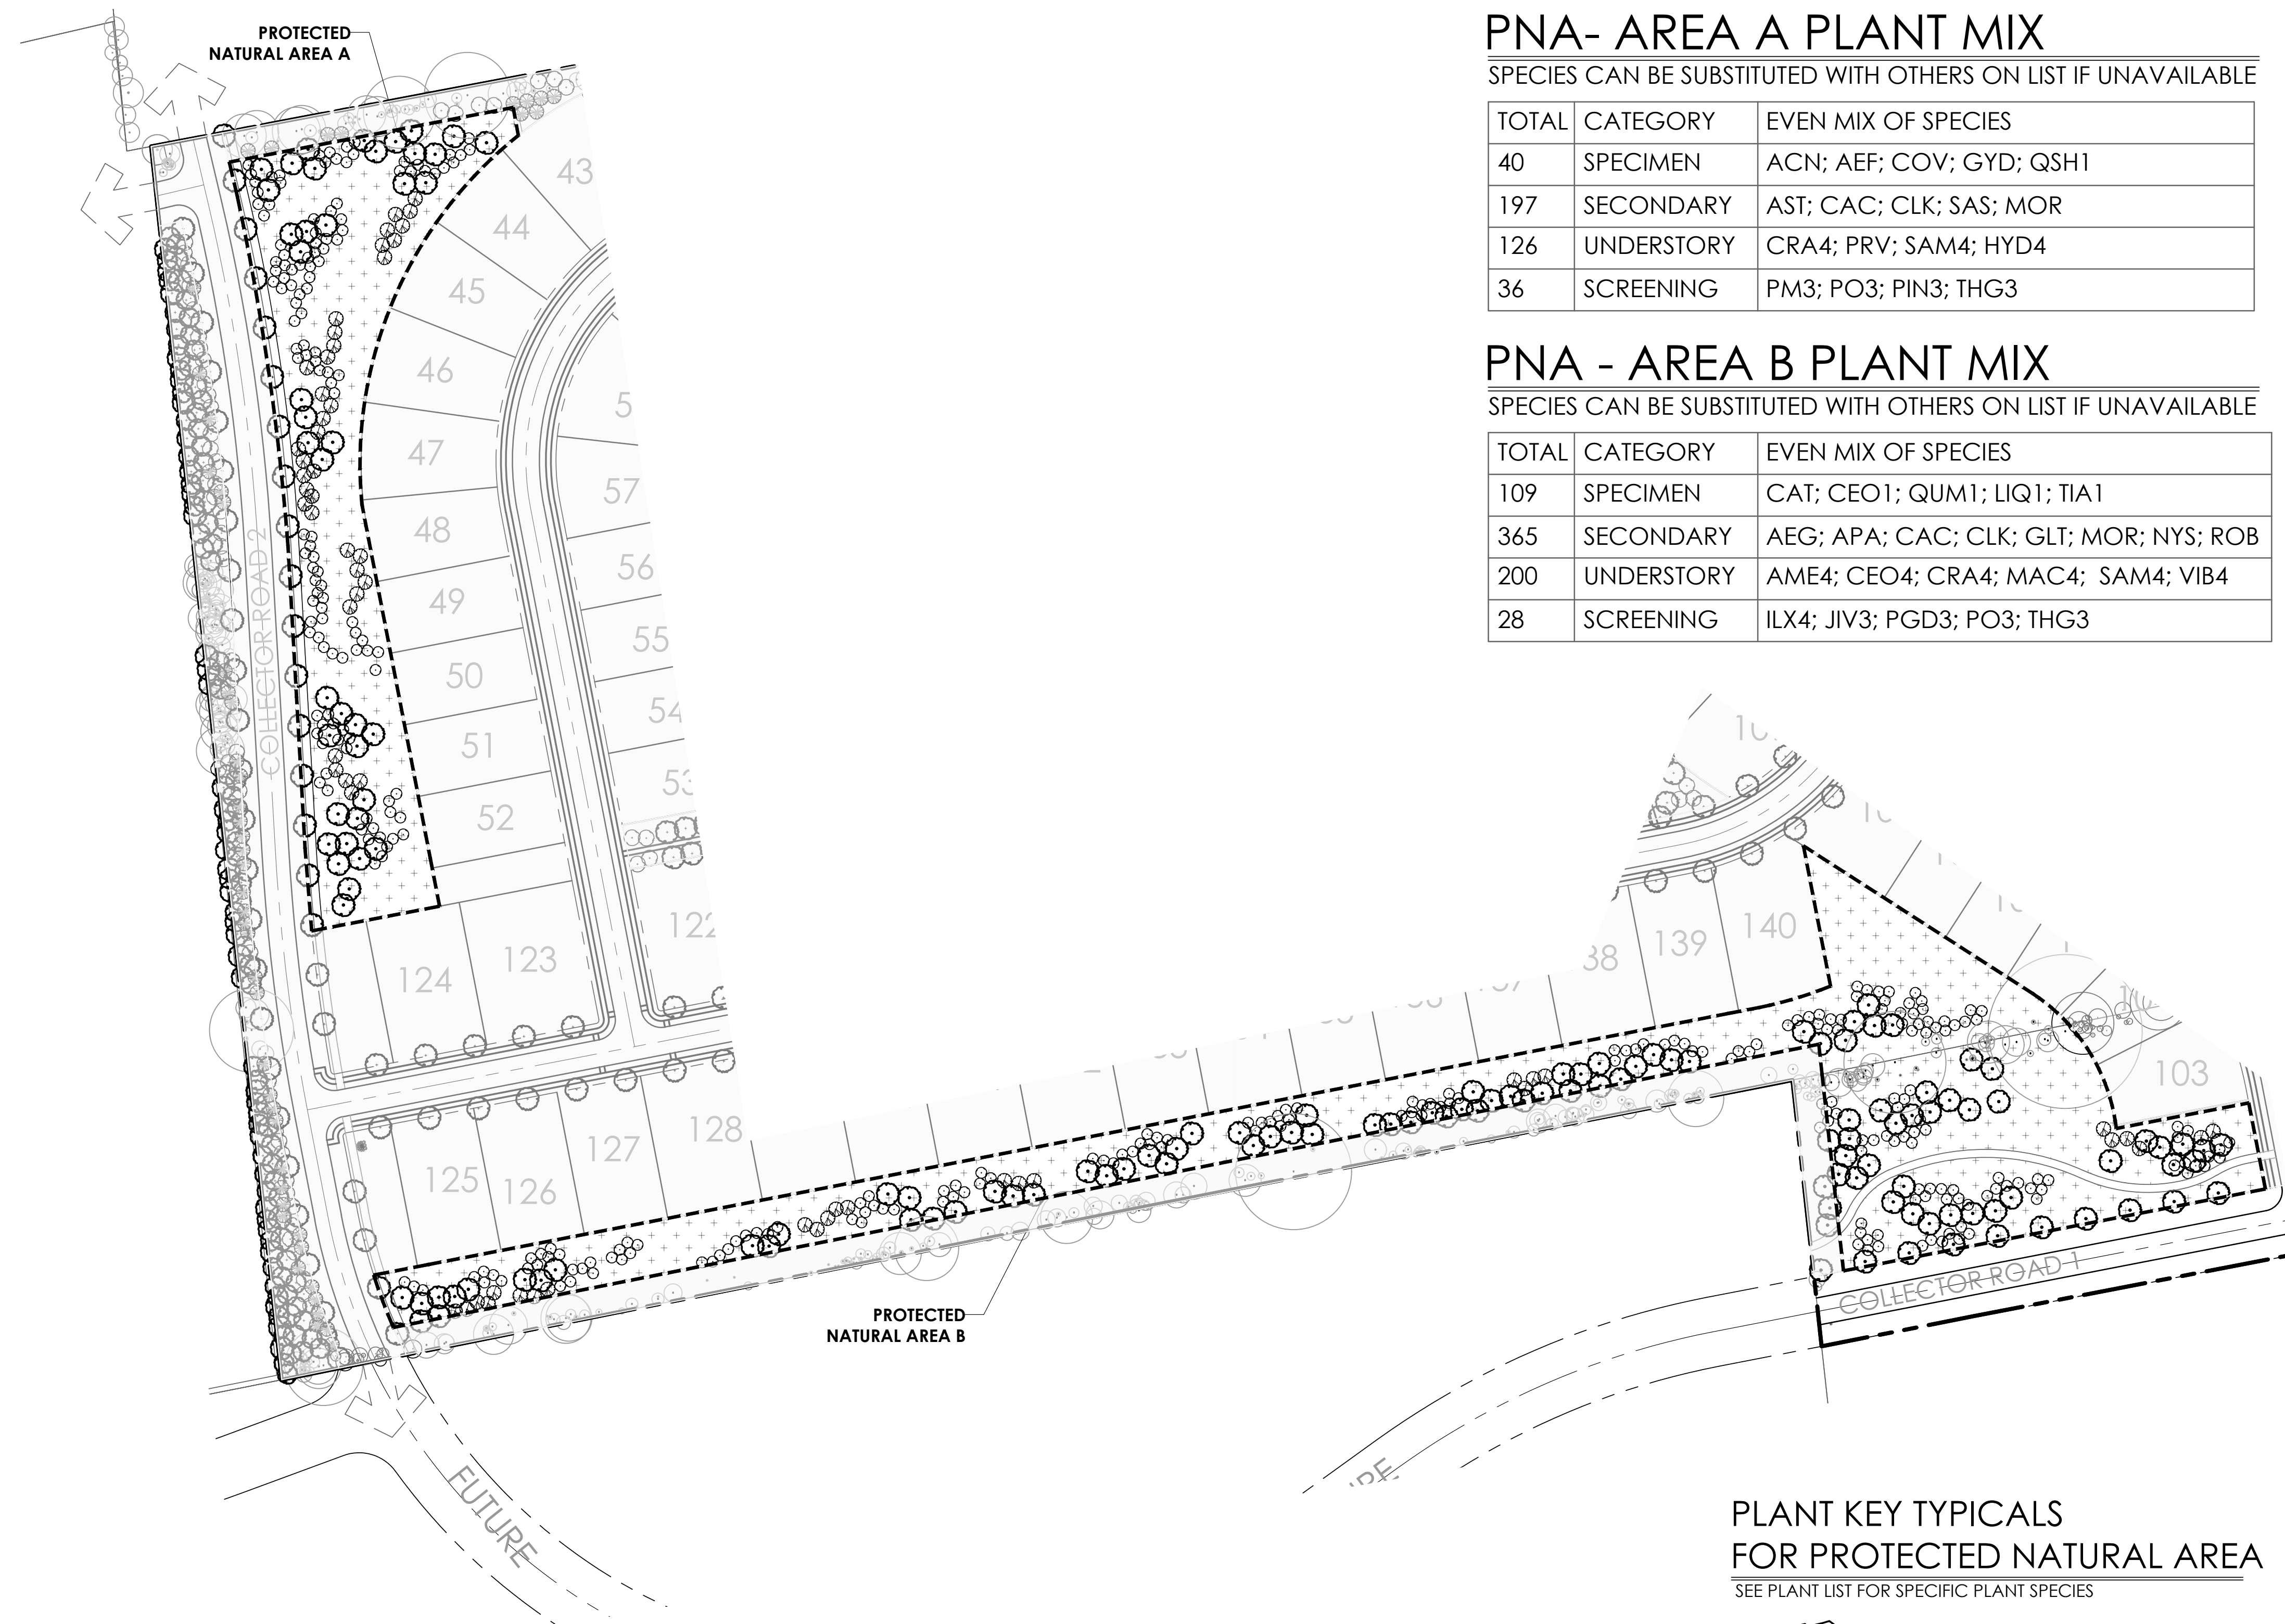 PROTECTED
NATURAL AREA A
PNA- AREA A PLANT MIX
SPECIES CAN BE SUBSTITUTED WITH OTHERS ON LIST IF UNAVAILABLE
TOTAL CATEGORY EVEN MIX OF SPECIES
40 SPECIMEN ACN; AEF; COV; GYD; QSH1
197 SECONDARY AST; CAC; CLK; SAS; MOR
126 UNDERSTORY CRA4; PRV; SAM4; HYD4
36 SCREENING PM3; PO3; PIN3; THG3
PNA - AREA B PLANT MIX
SPECIES CAN BE SUBSTITUTED WITH OTHERS ON LIST IF UNAVAILABLE
TOTAL CATEGORY EVEN MIX OF SPECIES
109 SPECIMEN CAT; CEO1; QUM1; LIQ1; TIA1
365 SECONDARY AEG; APA; CAC; CLK; GLT; MOR; NYS; ROB
200 UNDERSTORY AME4; CEO4; CRA4; MAC4; SAM4; VIB4
28 SCREENING ILX4; JIV3; PGD3; PO3; THG3
43
44
45
46
47
48
49
50
51
52
57
56
55
54
53
COLLECTOR ROAD 2
122
123
124
125
126
127
128
139
140
103
COLLECTOR ROAD 1
PROTECTED
NATURAL AREA B
FUTURE
PLANT KEY TYPICALS
FOR PROTECTED NATURAL AREA
SEE PLANT LIST FOR SPECIFIC PLANT SPECIES